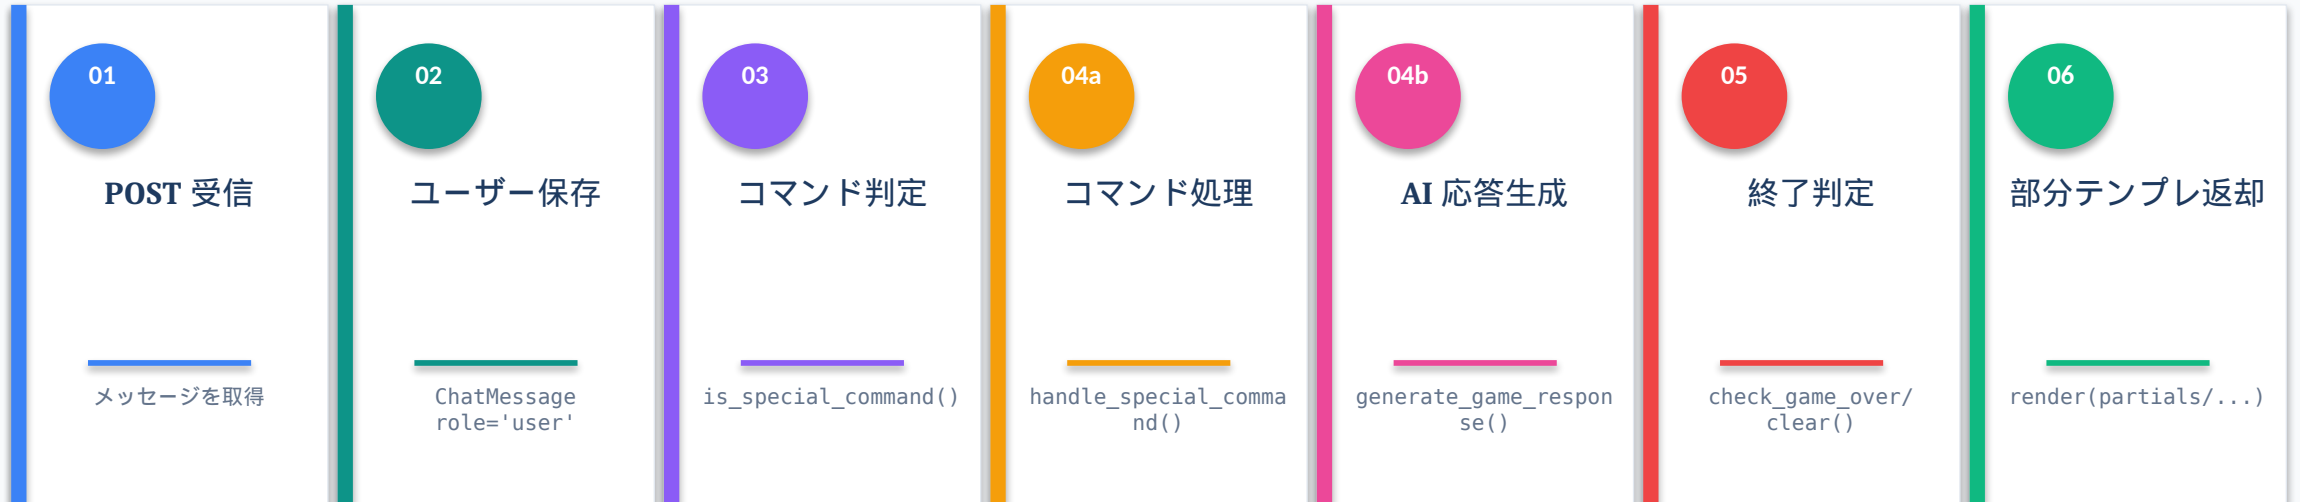 01
POST 受信
メッセージを取得
02
ユーザー保存
ChatMessage
role='user'
03
コマンド判定
is_special_command()
04a
コマンド処理
handle_special_comma
nd()
04b
AI 応答生成
generate_game_respon
se()
05
終了判定
check_game_over/
clear()
06
部分テンプレ返却
render(partials/...)